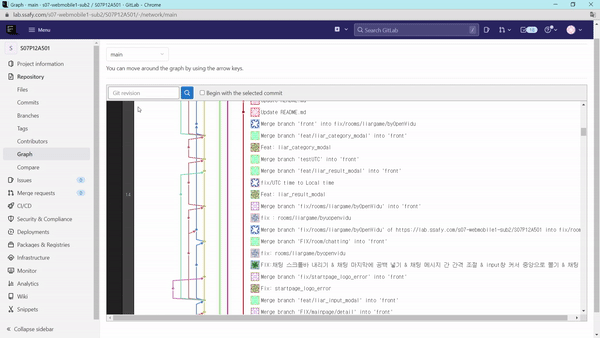 Graph · main · s07-webmobile1-sub2 / S07P12A501 · GitLab - Chrome
lab.ssafy.com/s07-webmobile1-sub2/S07P12A501/-/network/main
Menu
Search GitLab
S S07P12A501
Project information
Repository
Files
Commits
Branches
Tags
Contributors
Graph
Compare
Issues 0
Merge requests 0
CI/CD
Security & Compliance
Deployments
Packages & Registries
Infrastructure
Monitor
Analytics
Wiki
Snippets
Collapse sidebar
main
You can move around the graph by using the arrow keys.
Git revision
Begin with the selected commit
Update README.md
Update README.md
Merge branch 'front' into fix/rooms/liargame/byOpenVidu
Merge branch 'feat/liar_category_modal' into 'front'
Feat: liar_category_modal
Merge branch 'testUTC' into 'front'
Merge branch 'feat/liar_result_modal' into 'front'
fix/UTC time to Local time
Feat: liar_result_modal
Merge branch 'fix/rooms/liargame/byOpenVidu' into 'front'
fix : rooms/liargame/byopenvidu
Merge branch 'fix/rooms/liargame/byOpenVidu' of https://lab.ssafy.com/s07-webmobile1-sub2/S07P12A501 into fix/room
Merge branch 'FIX/room/chatting' into 'front'
fix: rooms/liargame/byOpenvidu
Fix:채팅 스크롤바 내리기 & 채팅 마지막에 공백 넣기 & 채팅 메시지 간 간격 조절 & input창 커서 중앙으로 뽑기 & 채팅
Merge branch 'fix/startpage_logo_error' into 'front'
Fix: startpage_logo_error
Merge branch 'feat/liar_input_modal' into 'front'
Merge branch 'FIX/mainpage/detail' into 'front'